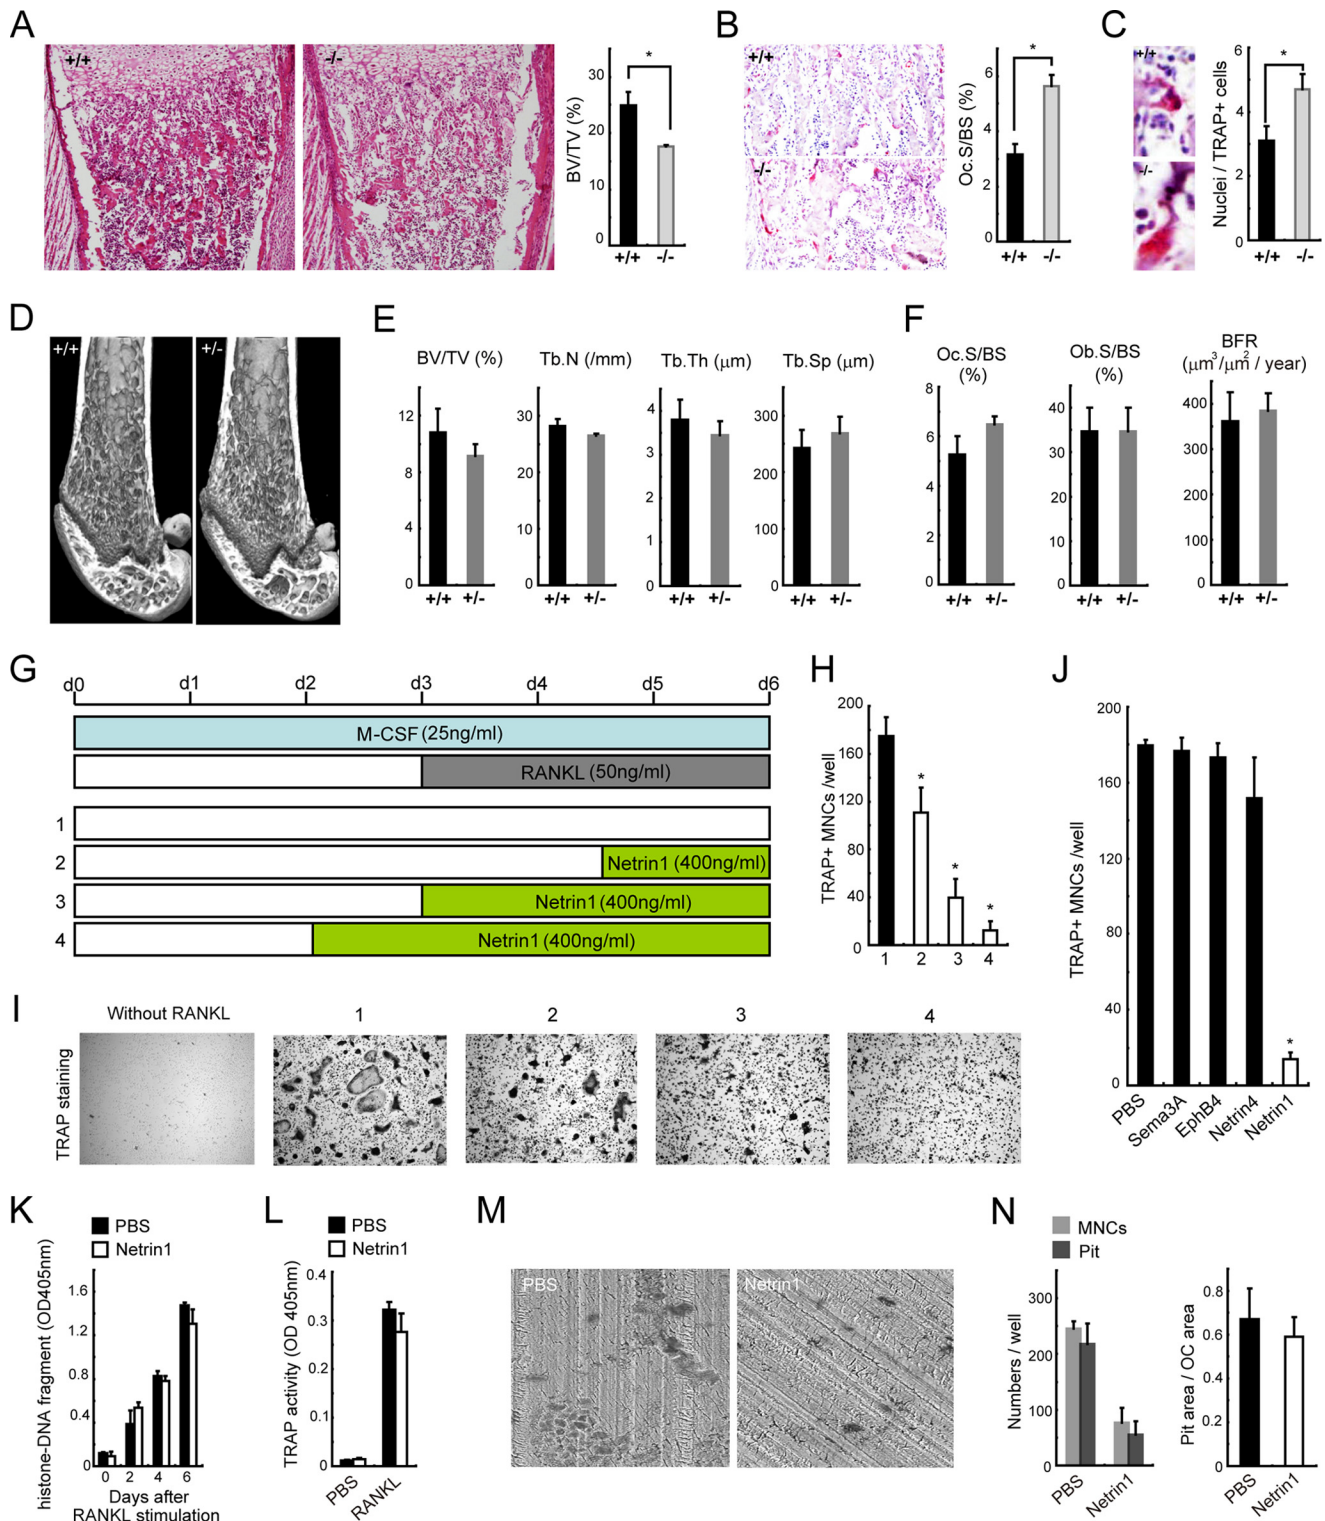 A
+/+
-/-
BV/TV (%)
30
20
10
0
*
+/+ -/-
B
+/+
-/-
Oc.S/BS (%)
6
4
2
0
*
+/+ -/-
C
+/+
-/-
Nuclei / TRAP+ cells
6
4
2
0
*
+/+ -/-
D
+/+
+/-
E
BV/TV (%)
12
8
4
0
+/+ +/-
Tb.N (/mm)
30
20
10
0
+/+ +/-
Tb.Th (μm)
4
3
2
1
0
+/+ +/-
Tb.Sp (μm)
300
200
100
0
+/+ +/-
F
Oc.S/BS
(%)
8
6
4
2
0
+/+ +/-
Ob.S/BS
(%)
40
30
20
10
0
+/+ +/-
BFR
(μm³/μm² / year)
400
300
200
100
0
+/+ +/-
G
d0 d1 d2 d3 d4 d5 d6
M-CSF (25ng/ml)
RANKL (50ng/ml)
1
2 Netrin1 (400ng/ml)
3 Netrin1 (400ng/ml)
4 Netrin1 (400ng/ml)
H
TRAP+ MNCs /well
200
160
120
80
40
0
* * *
1 2 3 4
J
TRAP+ MNCs /well
200
160
120
80
40
0
*
PBS
Sema3A
EphB4
Netrin4
Netrin1
I
TRAP staining
Without RANKL 1 2 3 4
K
PBS
Netrin1
histone-DNA fragment (OD405nm)
1.6
1.2
0.8
0.4
0
0 2 4 6
Days after
RANKL stimulation
L
PBS
Netrin1
TRAP activity (OD 405nm)
0.4
0.3
0.2
0.1
0
PBS
RANKL
M
PBS
Netrin1
N
MNCs
Pit
Numbers / well
300
200
100
0
PBS
Netrin1
Pit area / OC area
0.8
0.6
0.4
0.2
0
PBS
Netrin1